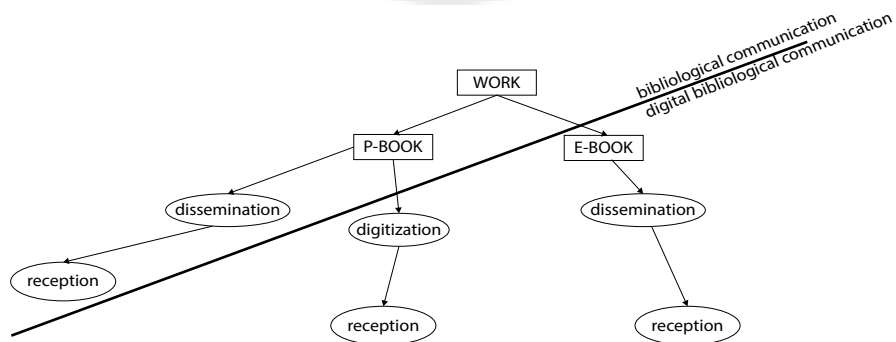 bibliological communication
digital bibliological communication
WORK
P-BOOK
E-BOOK
dissemination
dissemination
digitization
reception
reception
reception